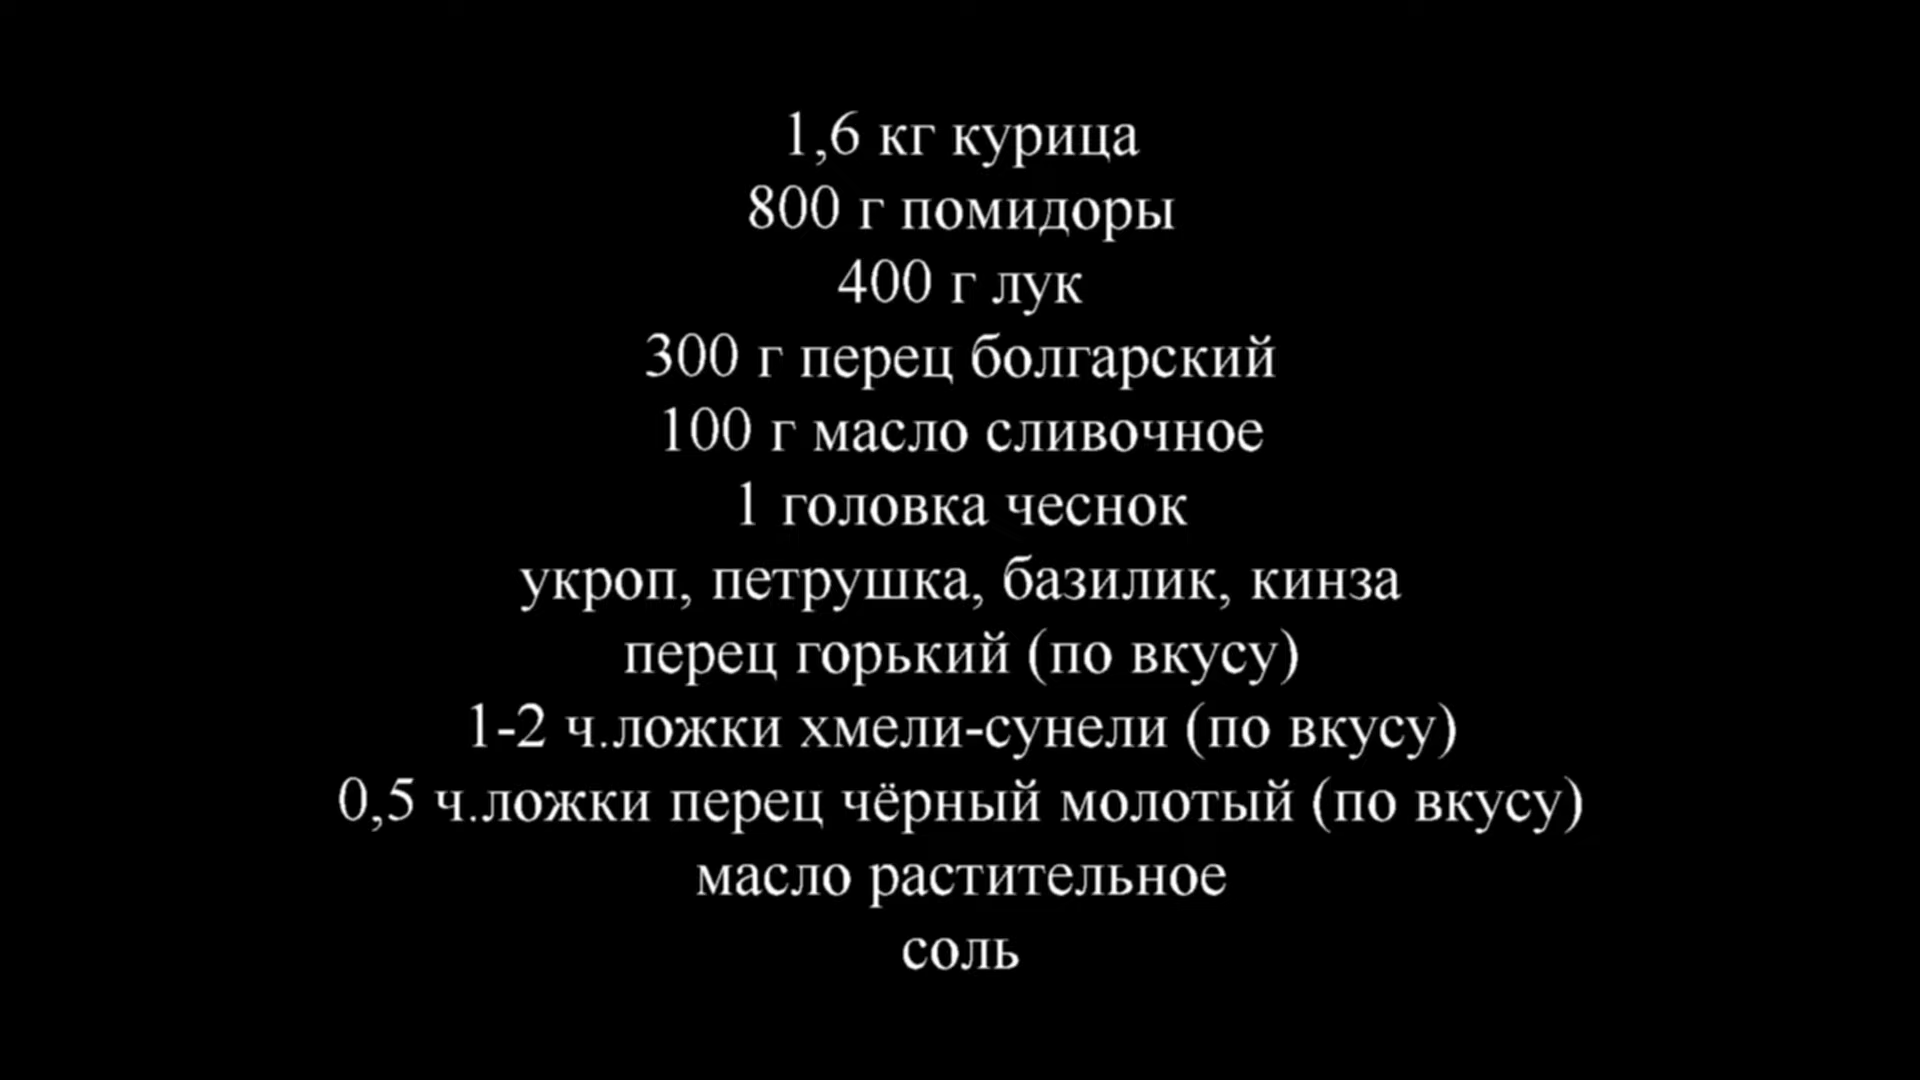 1,6 кг курица
800 г помидоры
400 г лук
300 г перец болгарский
100 г масло сливочное
1 головка чеснок
укроп, петрушка, базилик, кинза
перец горький (по вкусу)
1-2 ч.ложки хмели-сунели (по вкусу)
0,5 ч.ложки перец чёрный молотый (по вкусу)
масло растительное
соль